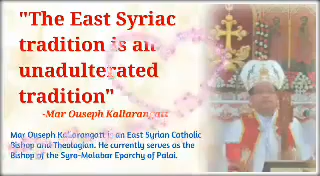 "The East Syriac
tradition is an
unadulterated
tradition"
-Mar Ouseph Kallarangatt
Mar Ouseph Kallarangatt is an East Syrian Catholic
Bishop and Theologian. He currently serves as the
Bishop of the Syro-Malabar Eparchy of Palai.